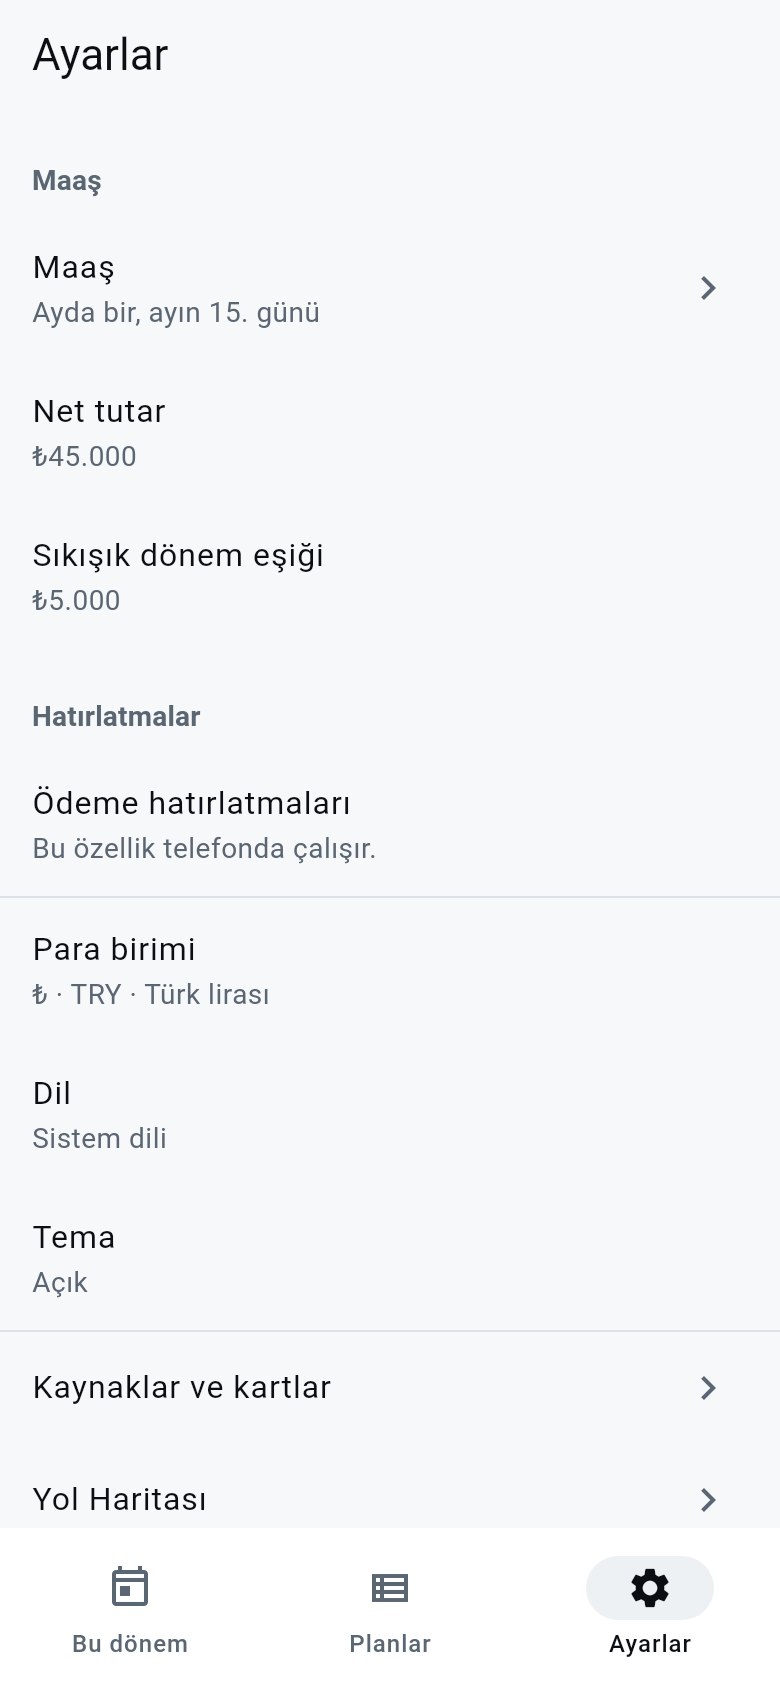 Ayarlar
Maaş
Maaş
Ayda bir, ayın 15. günü
Net tutar
₺45.000
Sıkışık dönem eşiği
₺5.000
Hatırlatmalar
Ödeme hatırlatmaları
Bu özellik telefonda çalışır.
Para birimi
₺ · TRY · Türk lirası
Dil
Sistem dili
Tema
Açık
Kaynaklar ve kartlar
Yol Haritası
Bu dönem
Planlar
Ayarlar